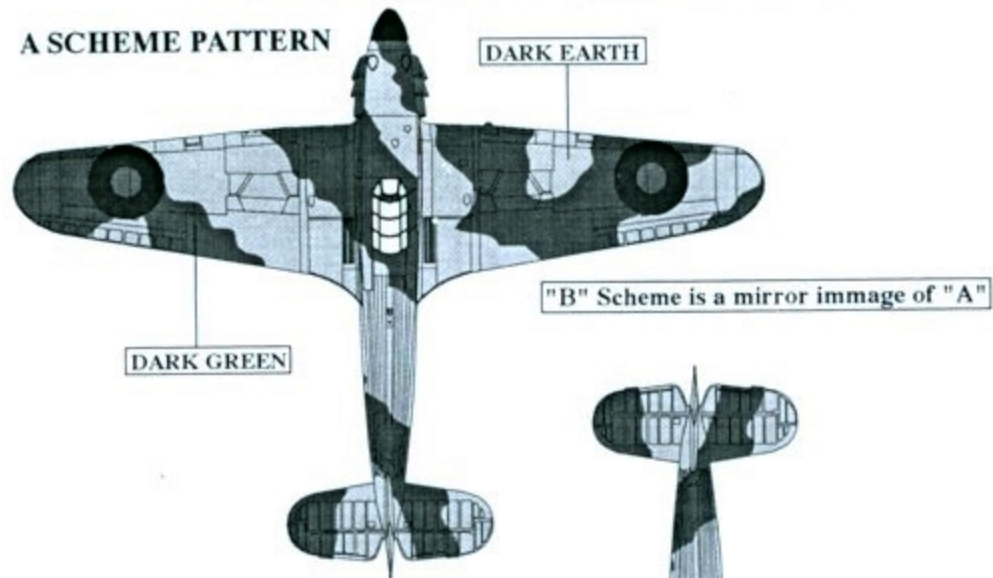 A SCHEME PATTERN
DARK EARTH
"B" Scheme is a mirror immage of "A"
DARK GREEN